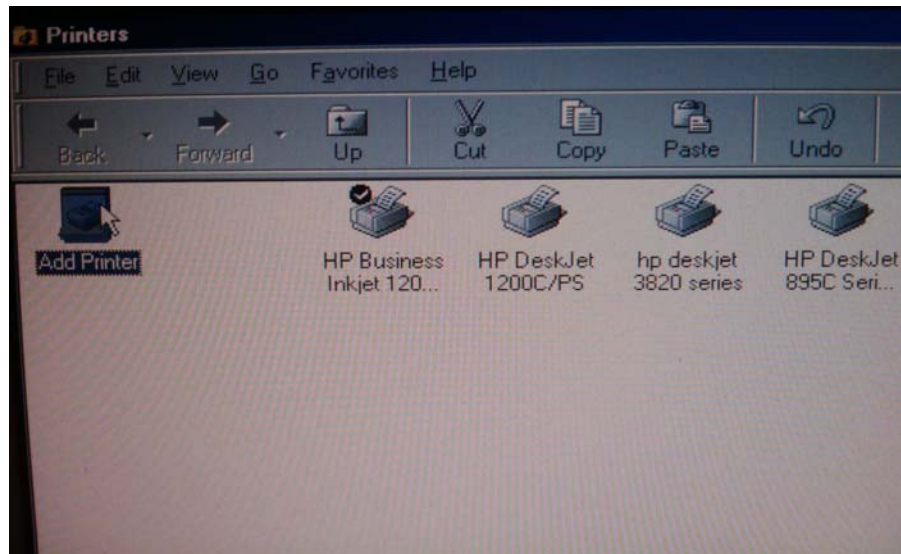 Printers
File Edit View Go Favorites Help
Back Forward Up Cut Copy Paste Undo
Add Printer
HP Business
Inkjet 120...
HP DeskJet
1200C/PS
hp deskjet
3820 series
HP DeskJet
895C Seri...